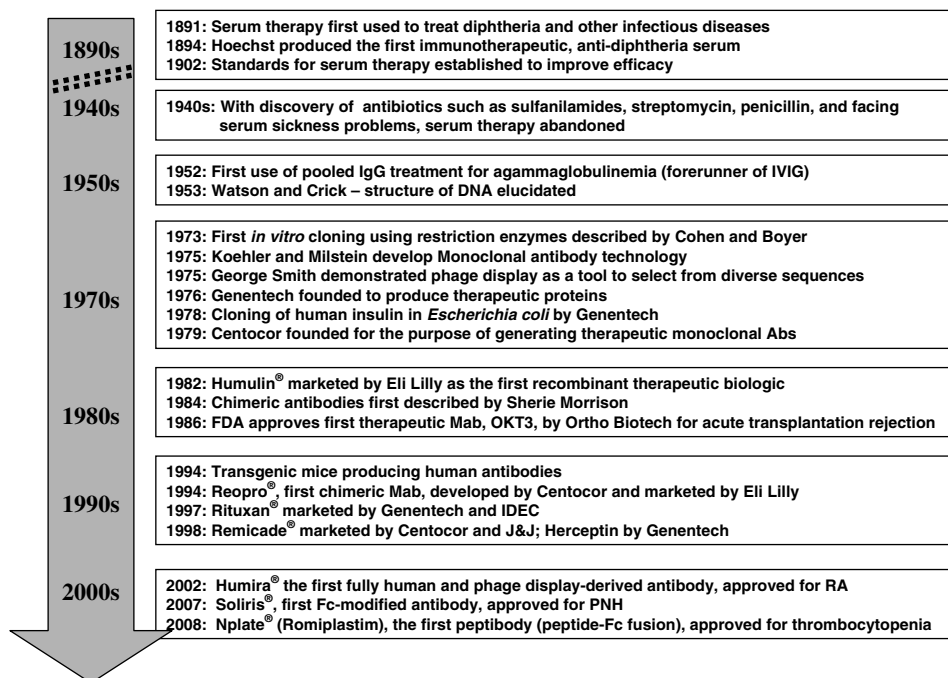 1890s
1891: Serum therapy first used to treat diphtheria and other infectious diseases
1894: Hoechst produced the first immunotherapeutic, anti-diphtheria serum
1902: Standards for serum therapy established to improve efficacy
1940s
1940s: With discovery of antibiotics such as sulfanilamides, streptomycin, penicillin, and facing
serum sickness problems, serum therapy abandoned
1950s
1952: First use of pooled IgG treatment for agammaglobulinemia (forerunner of IVIG)
1953: Watson and Crick – structure of DNA elucidated
1970s
1973: First in vitro cloning using restriction enzymes described by Cohen and Boyer
1975: Koehler and Milstein develop Monoclonal antibody technology
1975: George Smith demonstrated phage display as a tool to select from diverse sequences
1976: Genentech founded to produce therapeutic proteins
1978: Cloning of human insulin in Escherichia coli by Genentech
1979: Centocor founded for the purpose of generating therapeutic monoclonal Abs
1980s
1982: Humulin® marketed by Eli Lilly as the first recombinant therapeutic biologic
1984: Chimeric antibodies first described by Sherie Morrison
1986: FDA approves first therapeutic Mab, OKT3, by Ortho Biotech for acute transplantation rejection
1990s
1994: Transgenic mice producing human antibodies
1994: Reopro®, first chimeric Mab, developed by Centocor and marketed by Eli Lilly
1997: Rituxan® marketed by Genentech and IDEC
1998: Remicade® marketed by Centocor and J&J; Herceptin by Genentech
2000s
2002: Humira® the first fully human and phage display-derived antibody, approved for RA
2007: Soliris®, first Fc-modified antibody, approved for PNH
2008: Nplate® (Romiplastim), the first peptibody (peptide-Fc fusion), approved for thrombocytopenia